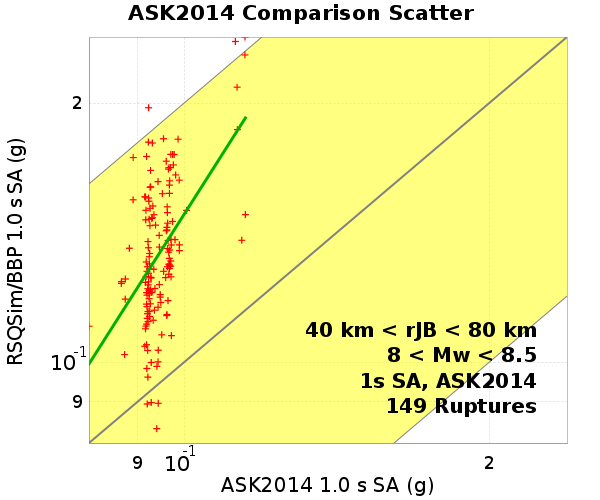 ASK2014 Comparison Scatter
RSQSim/BBP 1.0 s SA (g)
2
10-1
9
40 km < rJB < 80 km
8 < Mw < 8.5
1s SA, ASK2014
149 Ruptures
9 10-1 2
ASK2014 1.0 s SA (g)